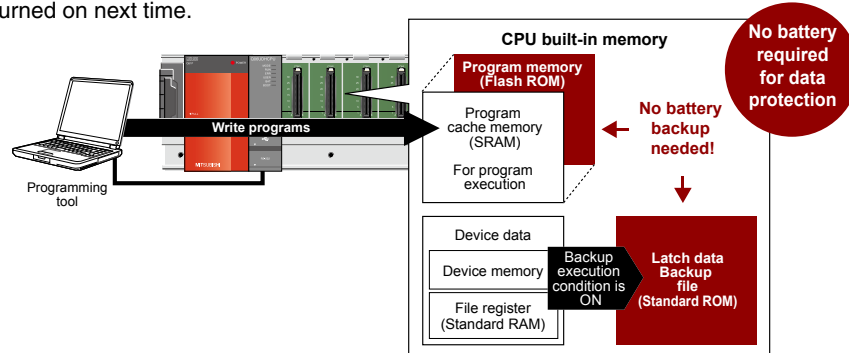 urned on next time.
CPU built-in memory
No battery
required
for data
protection
Program memory
(Flash ROM)
Program
cache memory
(SRAM)
For program
execution
No battery
backup
needed!
Write programs
MITSUBISHI
Programming
tool
Device data
Device memory
File register
(Standard RAM)
Backup
execution
condition is
ON
Latch data
Backup
file
(Standard ROM)